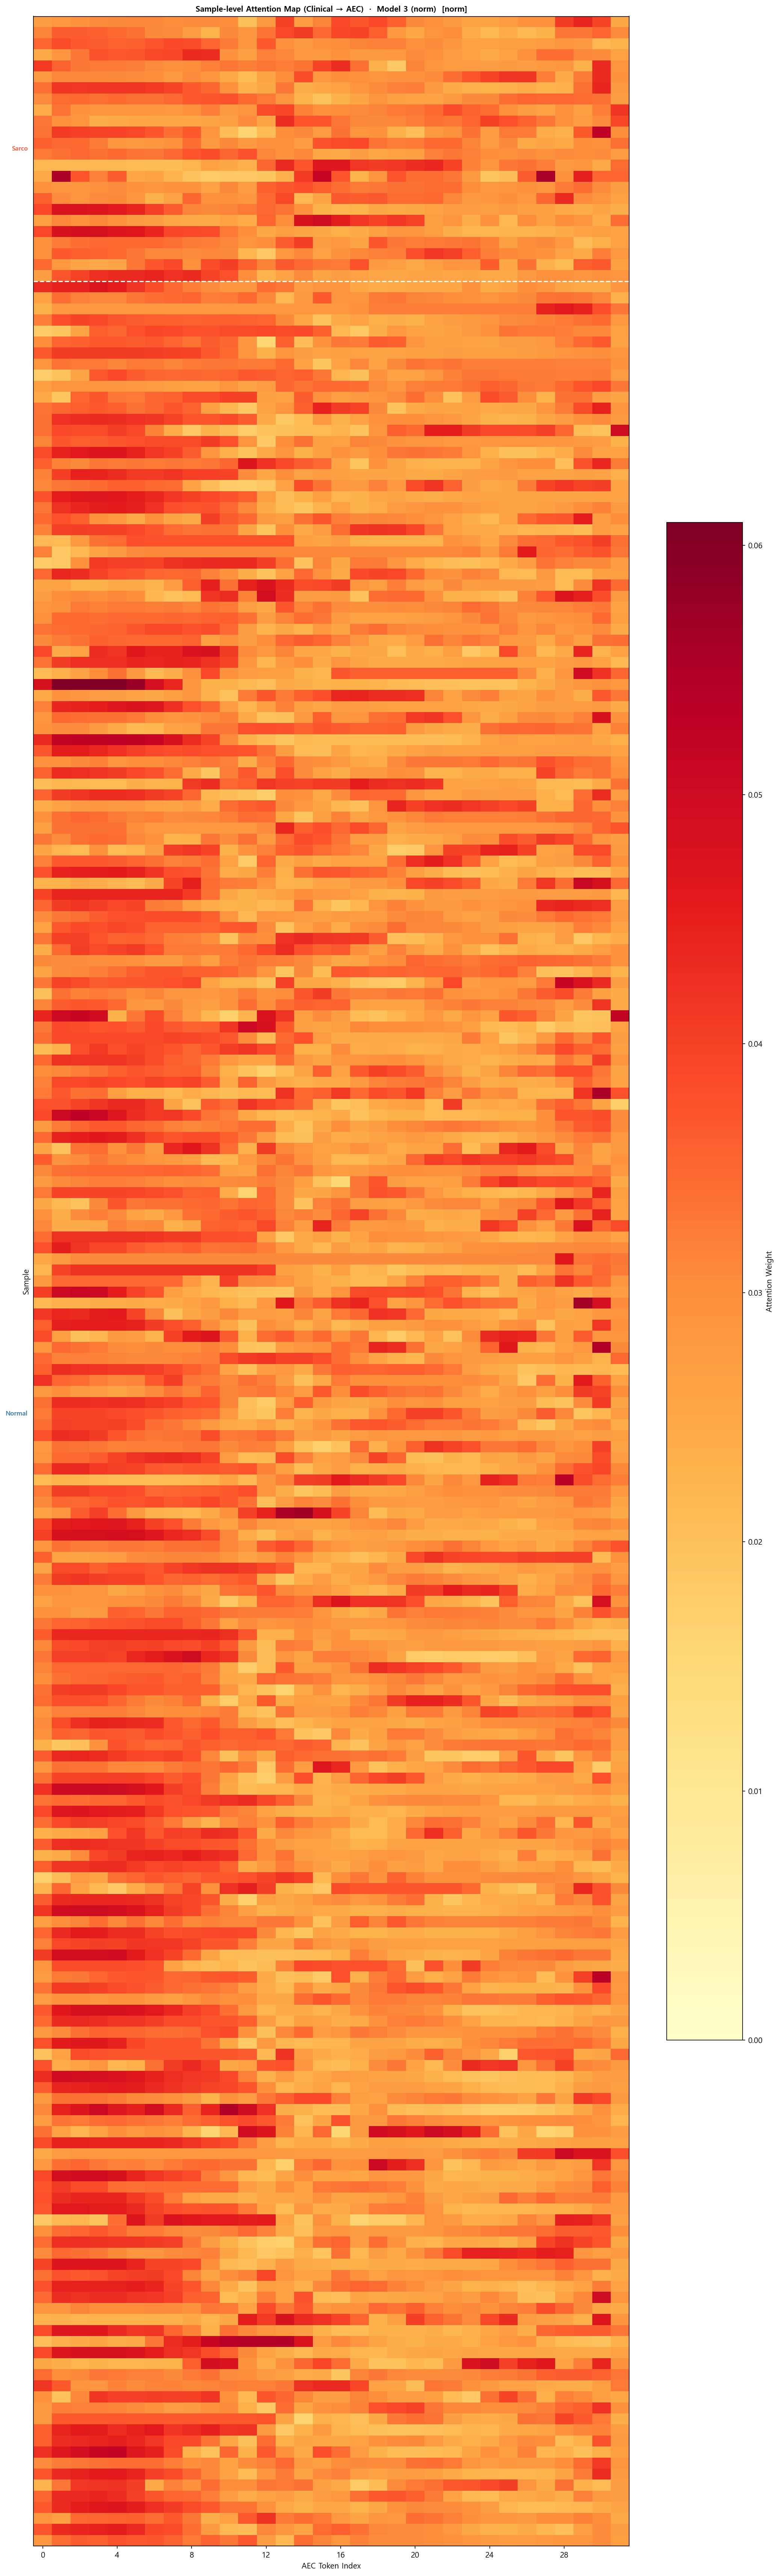 Sample-level Attention Map (Clinical → AEC)  ·  Model 3 (norm)  [norm]
Sarco
Normal
Sample
0 4 8 12 16 20 24 28
AEC Token Index
0.06
0.05
0.04
0.03
0.02
0.01
0.00
Attention Weight